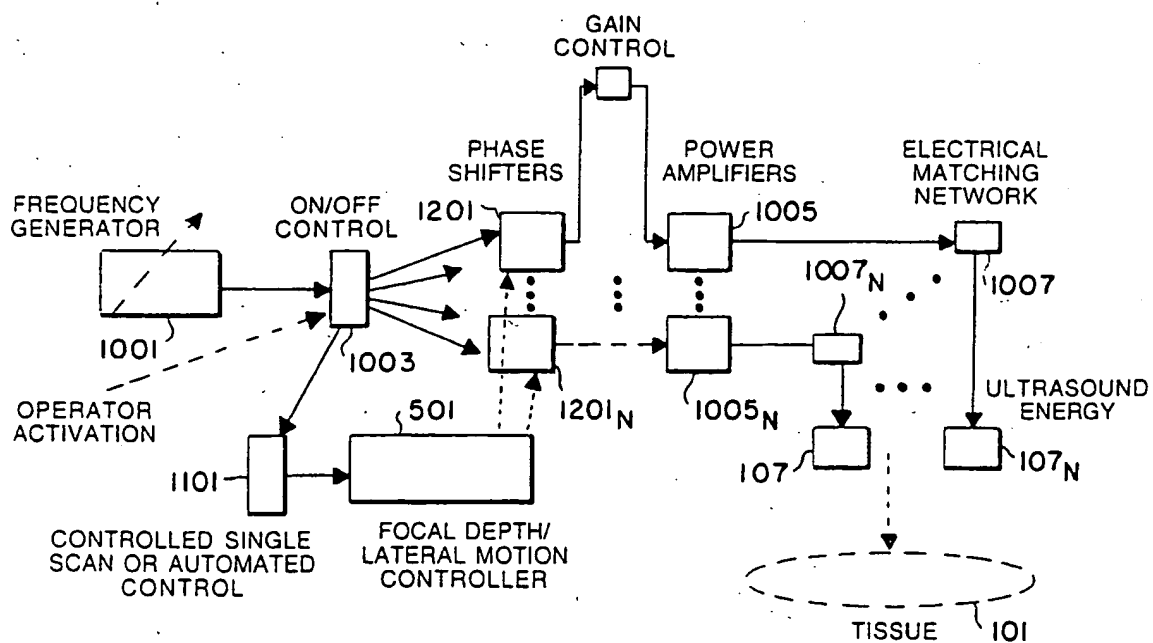 GAIN
CONTROL
PHASE
SHIFTERS
POWER
AMPLIFIERS
ELECTRICAL
MATCHING
NETWORK
FREQUENCY
GENERATOR
ON/OFF
CONTROL
1201
1005
1007
1007N
1001
1003
OPERATOR
ACTIVATION
501
1201N
1005N
ULTRASOUND
ENERGY
1101
107
107N
CONTROLLED SINGLE
SCAN OR AUTOMATED
CONTROL
FOCAL DEPTH/
LATERAL MOTION
CONTROLLER
TISSUE
101